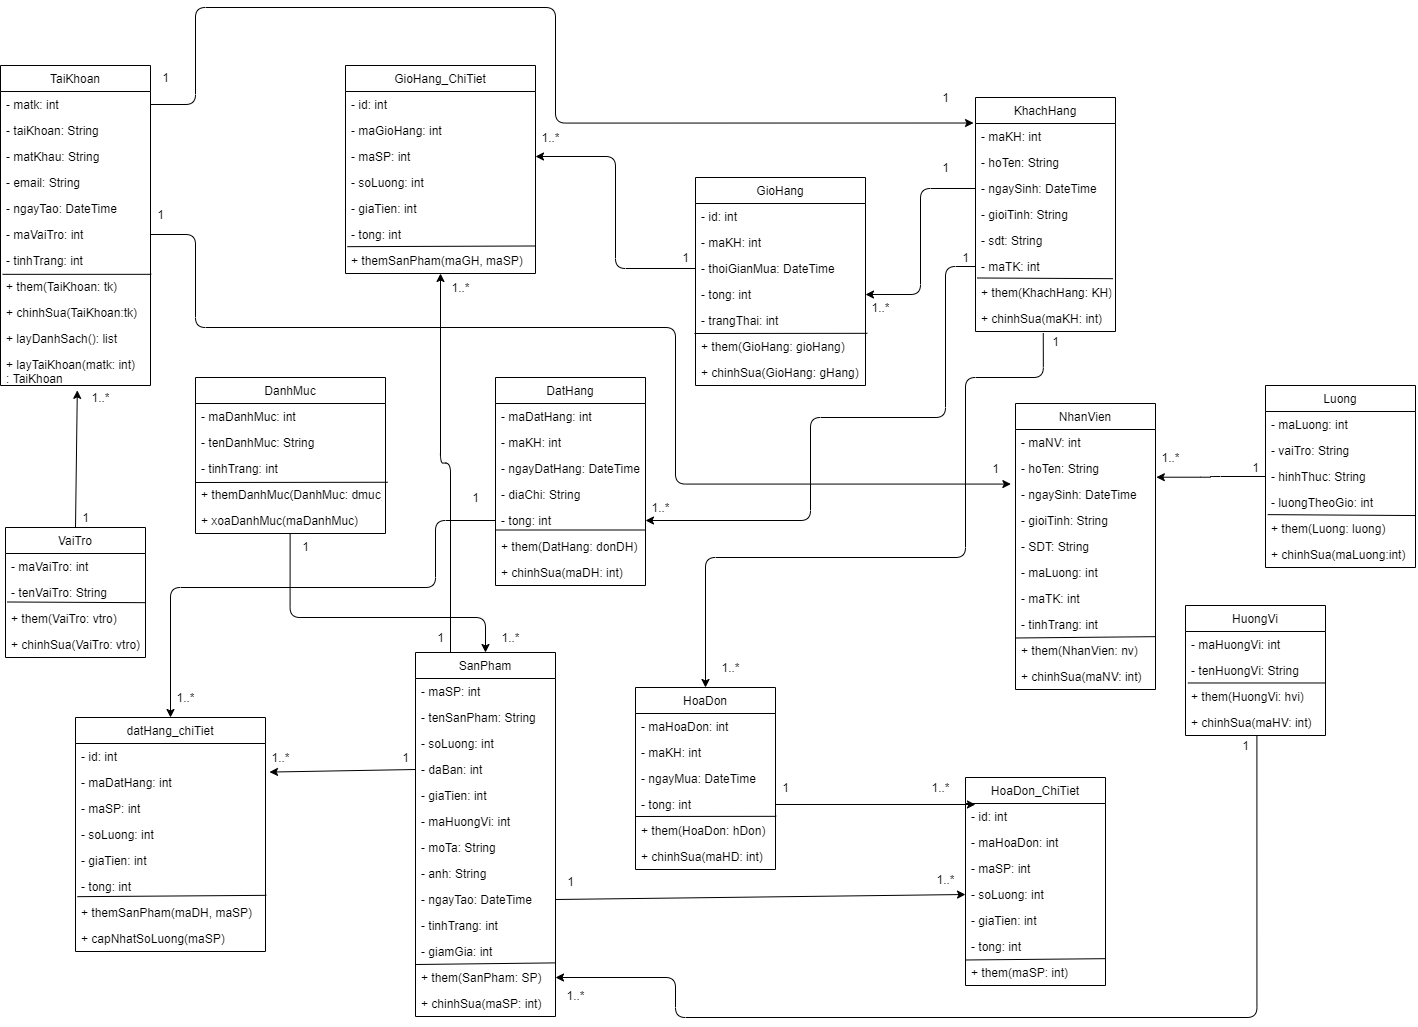 TaiKhoan
- matk: int
- taiKhoan: String
- matKhau: String
- email: String
- ngayTao: DateTime
- maVaiTro: int
- tinhTrang: int
+ them(TaiKhoan: tk)
+ chinhSua(TaiKhoan:tk)
+ layDanhSach(): list
+ layTaiKhoan(matk: int)
: TaiKhoan
1
1
1..*
GioHang_ChiTiet
- id: int
- maGioHang: int
- maSP: int
- soLuong: int
- giaTien: int
- tong: int
+ themSanPham(maGH, maSP)
1..*
1..*
GioHang
- id: int
- maKH: int
- thoiGianMua: DateTime
- tong: int
- trangThai: int
+ them(GioHang: gioHang)
+ chinhSua(GioHang: gHang)
1
1..*
KhachHang
- maKH: int
- hoTen: String
- ngaySinh: DateTime
- gioiTinh: String
- sdt: String
- maTK: int
+ them(KhachHang: KH)
+ chinhSua(maKH: int)
1
1
1
1
DanhMuc
- maDanhMuc: int
- tenDanhMuc: String
- tinhTrang: int
+ themDanhMuc(DanhMuc: dmuc
+ xoaDanhMuc(maDanhMuc)
1
DatHang
- maDatHang: int
- maKH: int
- ngayDatHang: DateTime
- diaChi: String
- tong: int
+ them(DatHang: donDH)
+ chinhSua(maDH: int)
1
1..*
NhanVien
- maNV: int
- hoTen: String
- ngaySinh: DateTime
- gioiTinh: String
- SDT: String
- maLuong: int
- maTK: int
- tinhTrang: int
+ them(NhanVien: nv)
+ chinhSua(maNV: int)
1
1..*
Luong
- maLuong: int
- vaiTro: String
- hinhThuc: String
- luongTheoGio: int
+ them(Luong: luong)
+ chinhSua(maLuong:int)
1
1
VaiTro
- maVaiTro: int
- tenVaiTro: String
+ them(VaiTro: vtro)
+ chinhSua(VaiTro: vtro)
HuongVi
- maHuongVi: int
- tenHuongVi: String
+ them(HuongVi: hvi)
+ chinhSua(maHV: int)
1
1
1..*
SanPham
- maSP: int
- tenSanPham: String
- soLuong: int
- daBan: int
- giaTien: int
- maHuongVi: int
- moTa: String
- anh: String
- ngayTao: DateTime
- tinhTrang: int
- giamGia: int
+ them(SanPham: SP)
+ chinhSua(maSP: int)
1
1
1..*
1..*
datHang_chiTiet
- id: int
- maDatHang: int
- maSP: int
- soLuong: int
- giaTien: int
- tong: int
+ themSanPham(maDH, maSP)
+ capNhatSoLuong(maSP)
1..*
1..*
HoaDon
- maHoaDon: int
- maKH: int
- ngayMua: DateTime
- tong: int
+ them(HoaDon: hDon)
+ chinhSua(maHD: int)
1
1..*
HoaDon_ChiTiet
- id: int
- maHoaDon: int
- maSP: int
- soLuong: int
- giaTien: int
- tong: int
+ them(maSP: int)
1..*